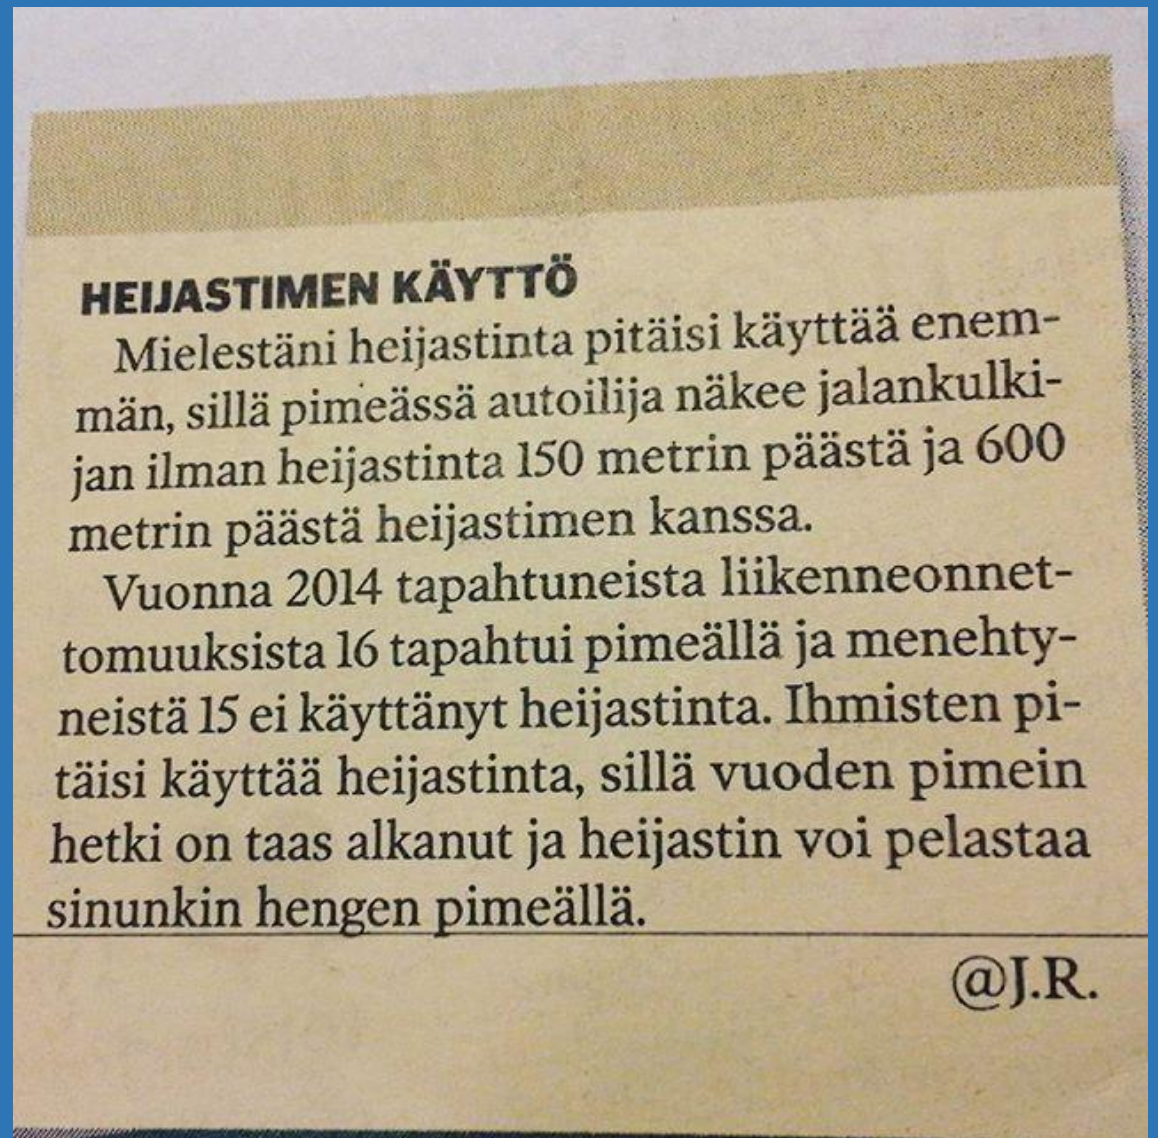 HEIJASTIMEN KÄYTTÖ
Mielestäni heijastinta pitäisi käyttää enem-
män, sillä pimeässä autoilija näkee jalankulki-
jan ilman heijastinta 150 metrin päästä ja 600
metrin päästä heijastimen kanssa.
Vuonna 2014 tapahtuneista liikenneonnet-
tomuuksista 16 tapahtui pimeällä ja menehty-
neistä 15 ei käyttänyt heijastinta. Ihmisten pi-
täisi käyttää heijastinta, sillä vuoden pimein
hetki on taas alkanut ja heijastin voi pelastaa
sinunkin hengen pimeällä.
@J.R.